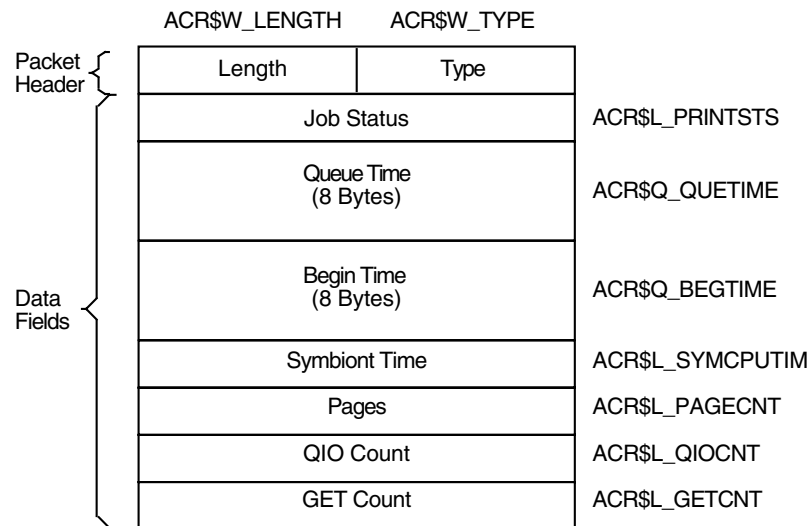 ACR$W_LENGTH ACR$W_TYPE
Packet
Header
Length Type
Job Status ACR$L_PRINTSTS
Queue Time
(8 Bytes)
ACR$Q_QUETIME
Data
Fields
Begin Time
(8 Bytes)
ACR$Q_BEGTIME
Symbiont Time ACR$L_SYMCPUTIM
Pages ACR$L_PAGECNT
QIO Count ACR$L_QIOCNT
GET Count ACR$L_GETCNT